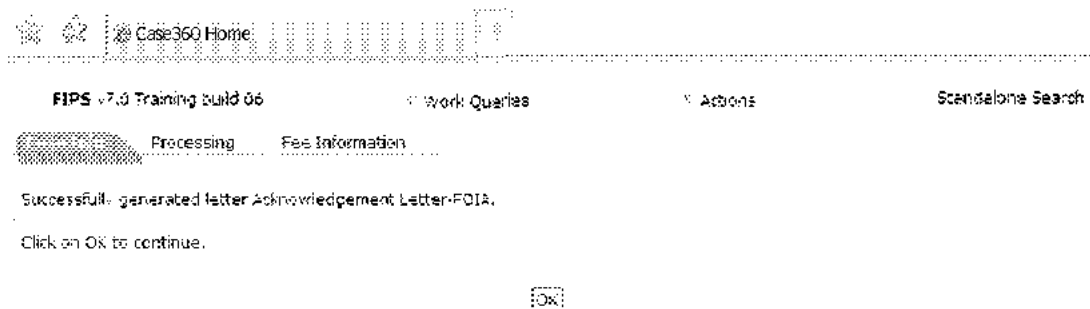 Case360 Home
FIPS v7.0 Training build 06 Work Queries Actions Standalone Search
Processing Fee Information
Successfully generated letter Acknowledgement Letter-FOIA.
Click on OK to continue.
OK